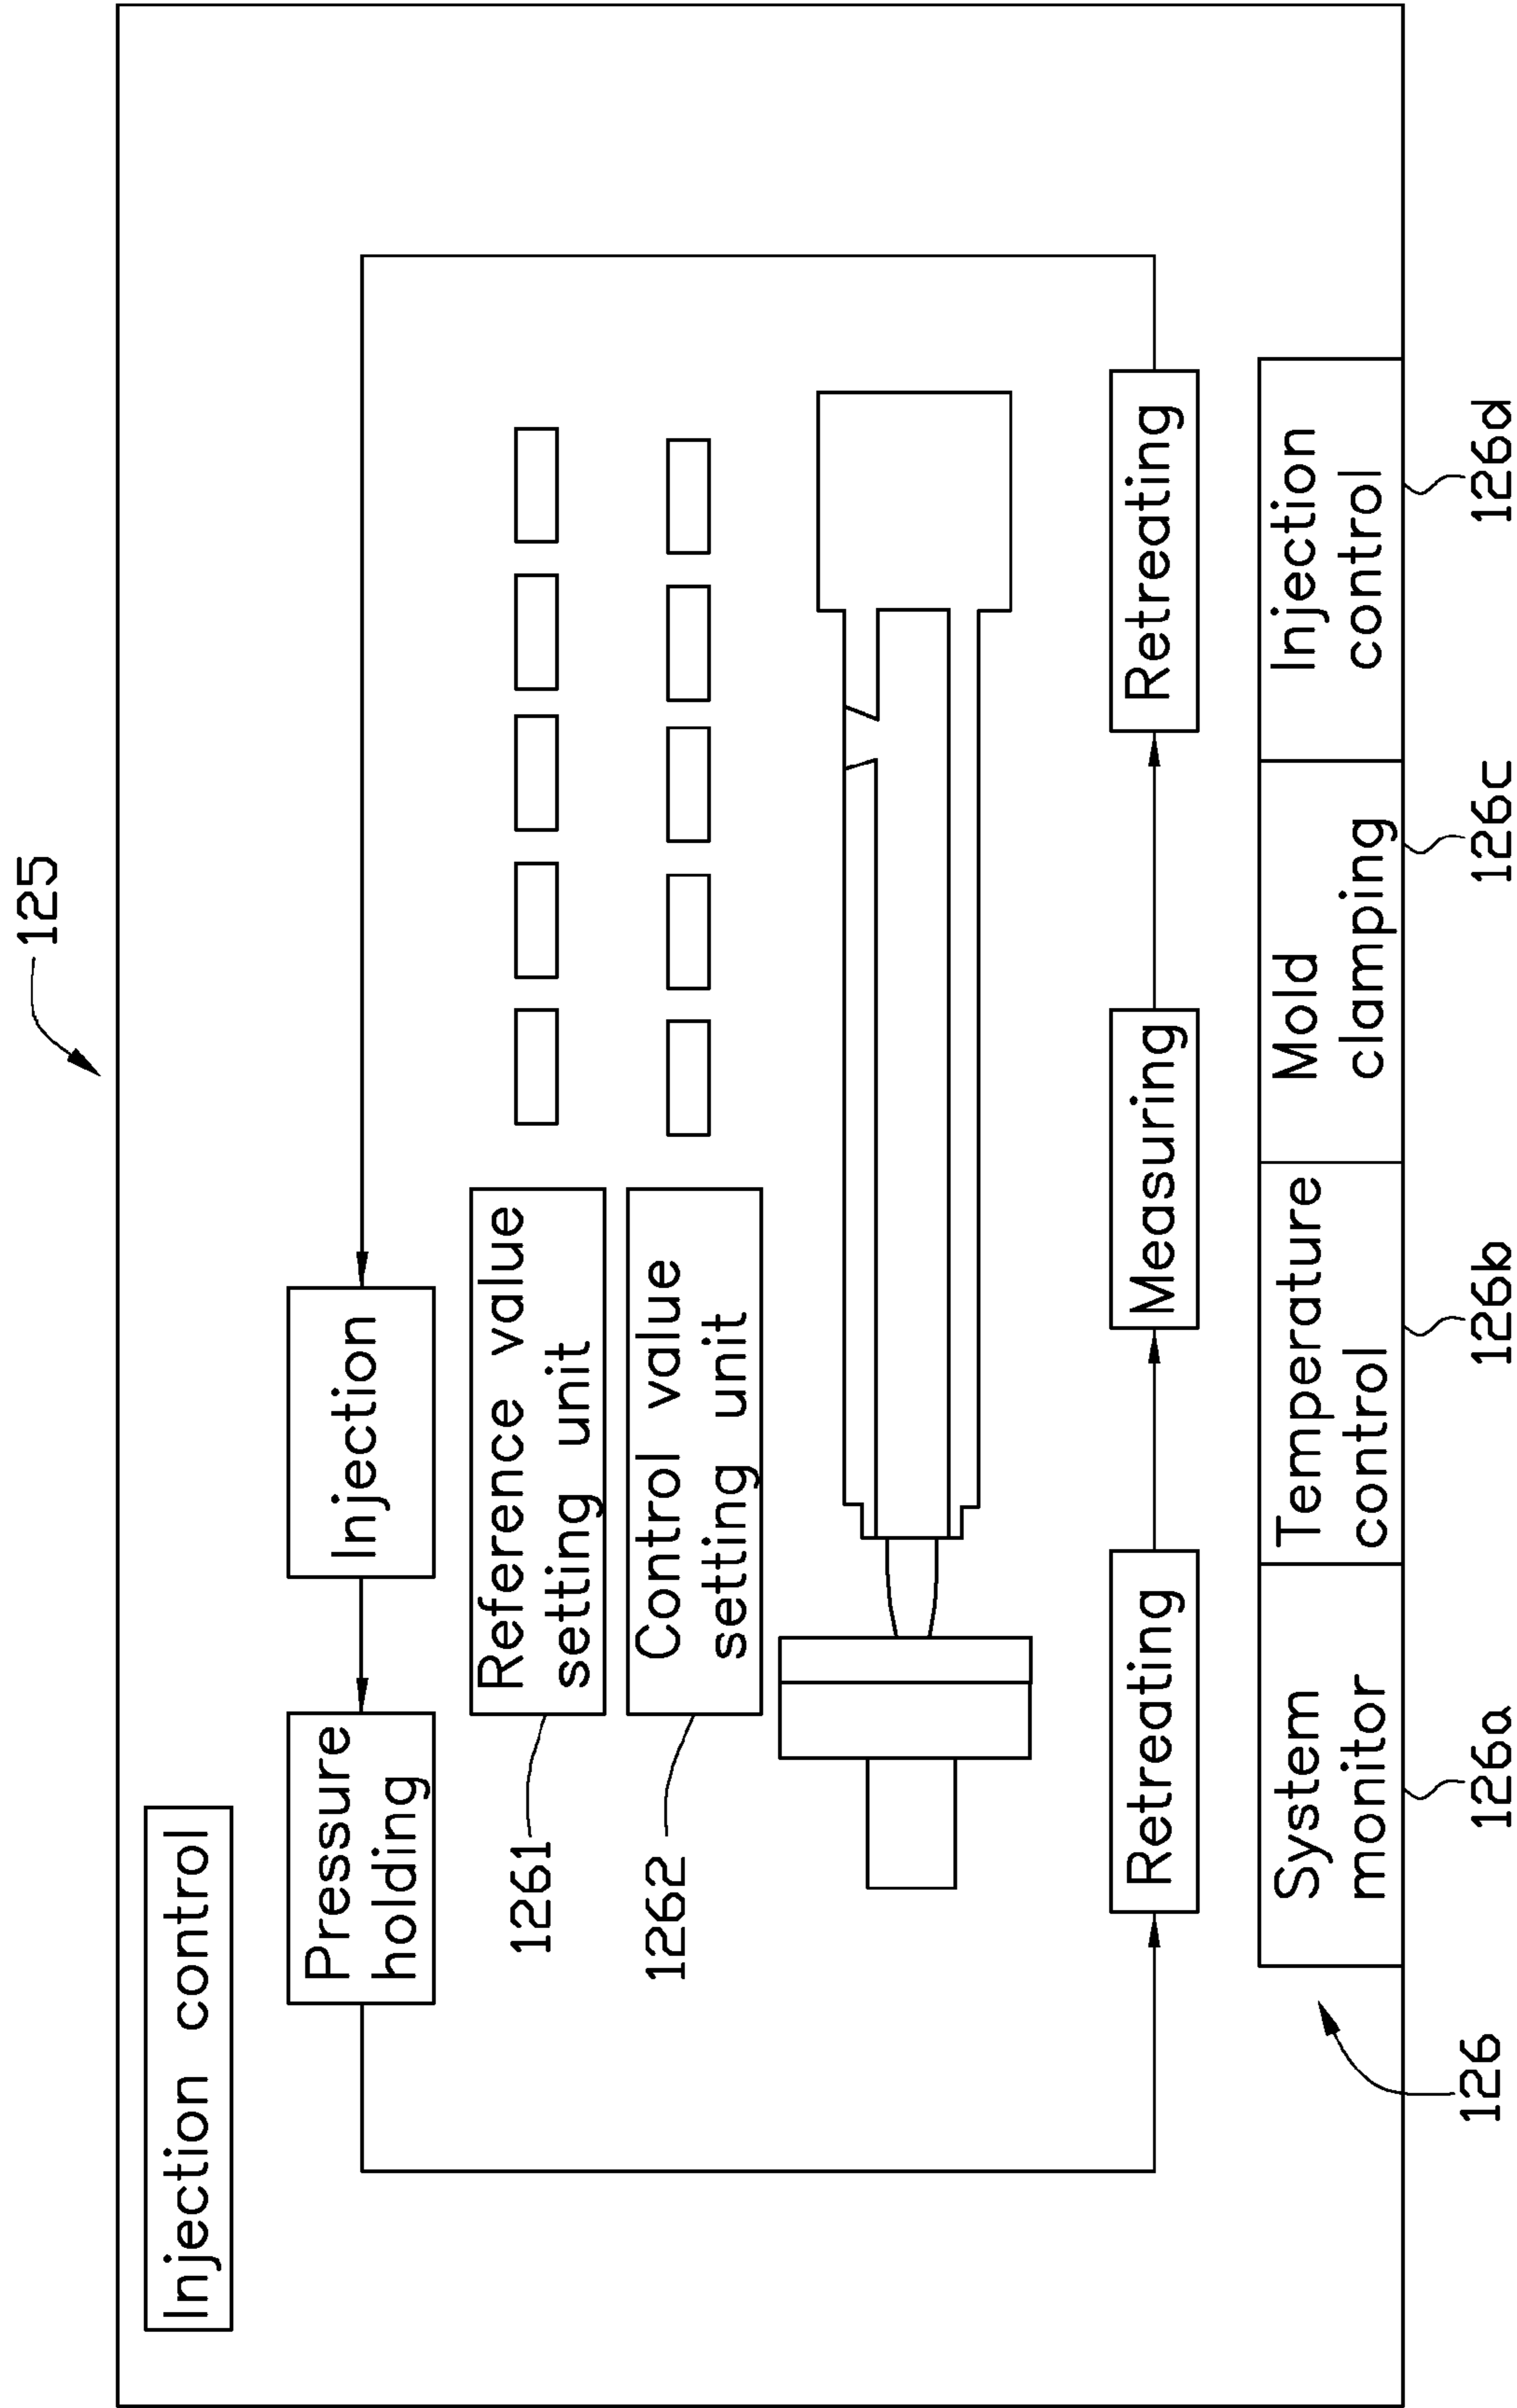 125
Injection control
Pressure
holding
Injection
1261
Reference value
setting unit
1262
Control value
setting unit
Retreating
Measuring
Retreating
126
System
monitor
Temperature
control
Mold
clamping
Injection
control
126a
126b
126c
126d